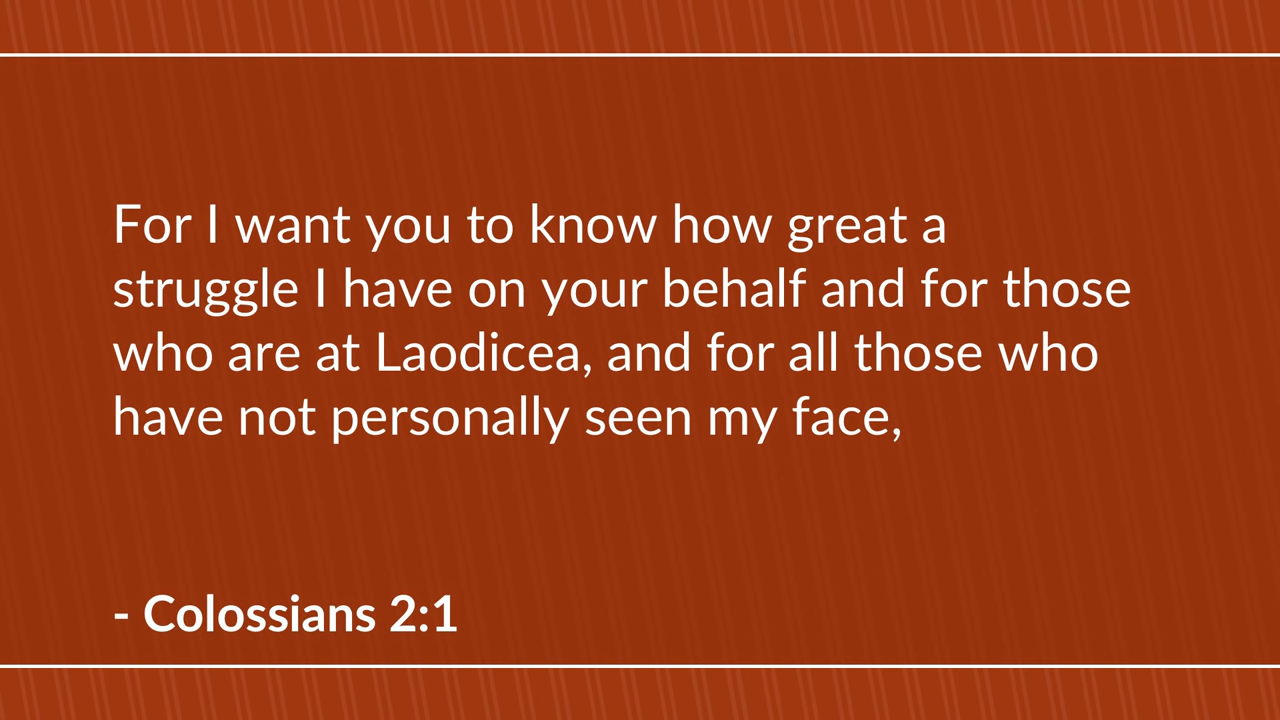 For I want you to know how great a
struggle I have on your behalf and for those
who are at Laodicea, and for all those who
have not personally seen my face,
- Colossians 2:1